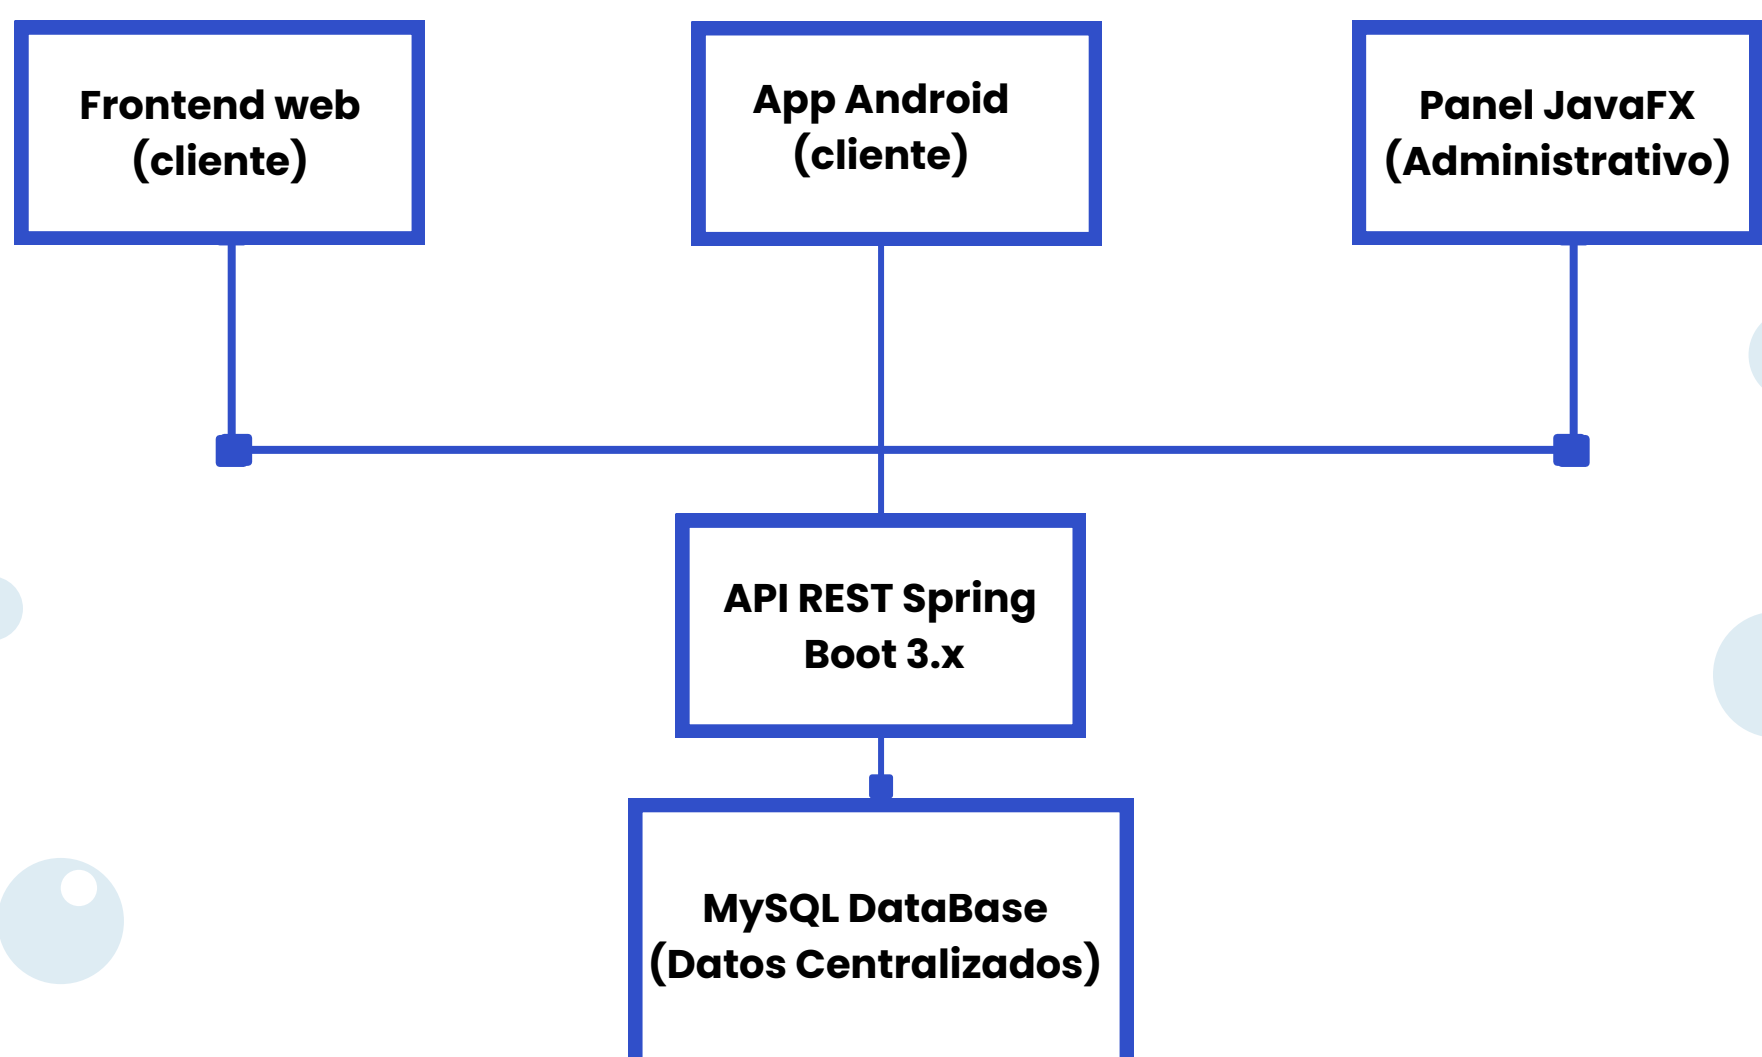 Frontend web
(cliente)
App Android
(cliente)
Panel JavaFX
(Administrativo)
API REST Spring
Boot 3.x
MySQL DataBase
(Datos Centralizados)